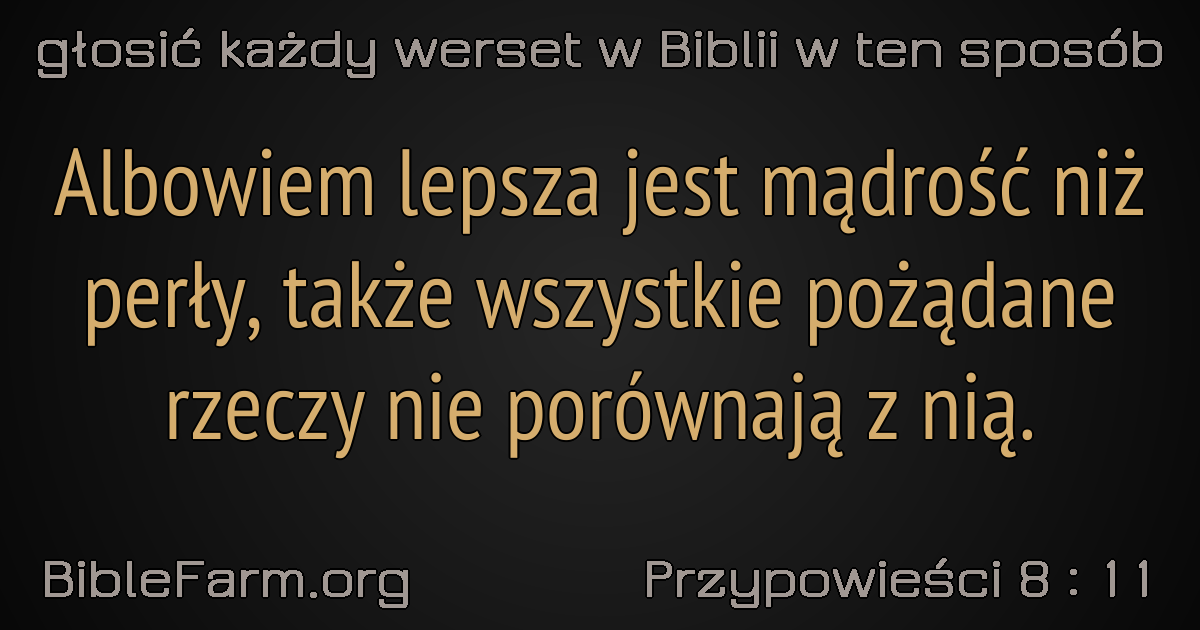 głosić każdy werset w Biblii w ten sposób
Albowiem lepsza jest mądrość niż
perły, także wszystkie pożądane
rzeczy nie porównają z nią.
BibleFarm.org
Przypowieści 8 : 11